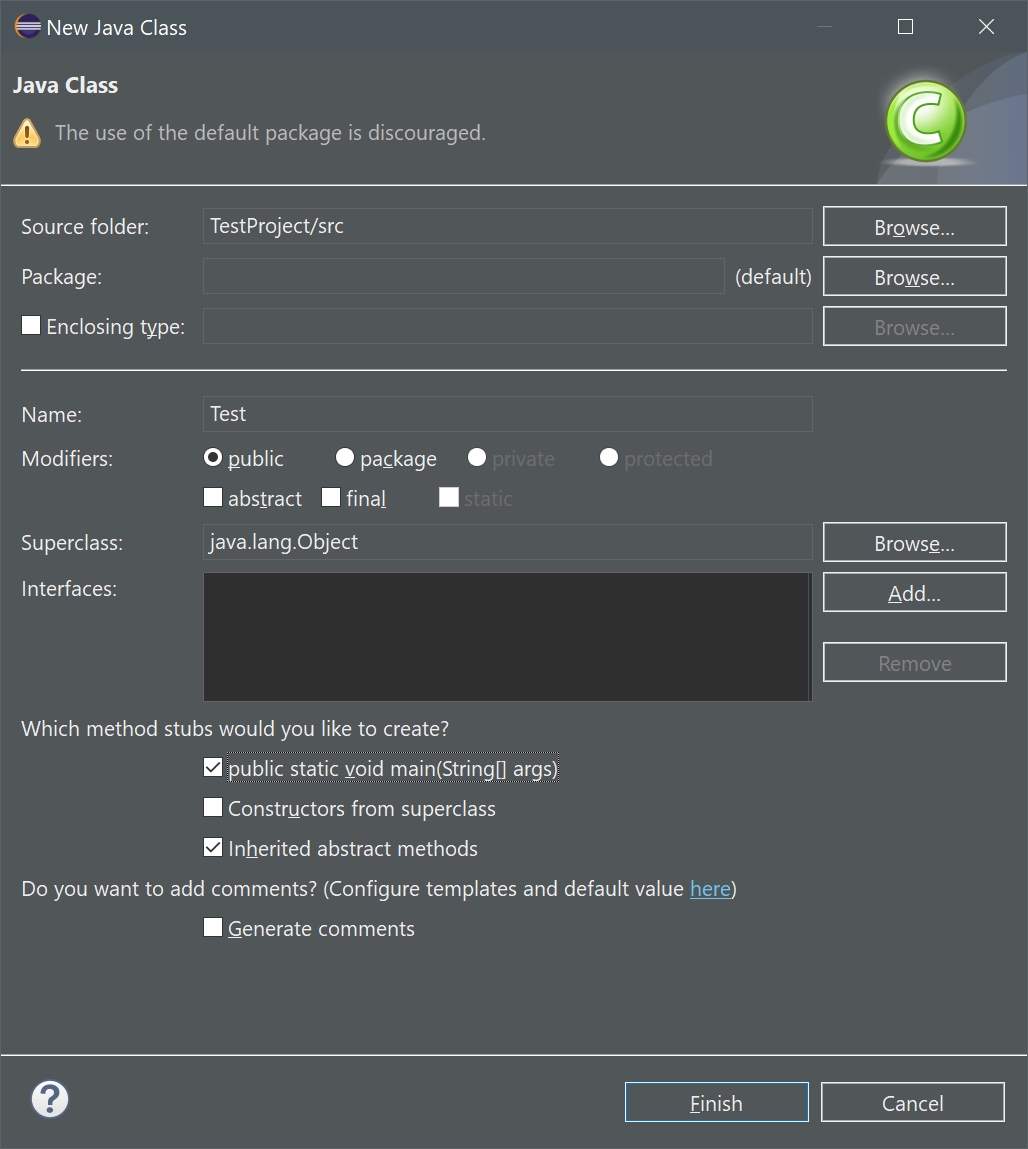 New Java Class
Java Class
The use of the default package is discouraged.
Source folder: TestProject/src Browse...
Package: (default) Browse...
Enclosing type: Browse...
Name: Test
Modifiers: public package private protected
abstract final static
Superclass: java.lang.Object Browse...
Interfaces: Add...
Remove
Which method stubs would you like to create?
public static void main(String[] args)
Constructors from superclass
Inherited abstract methods
Do you want to add comments? (Configure templates and default value here)
Generate comments
Finish Cancel